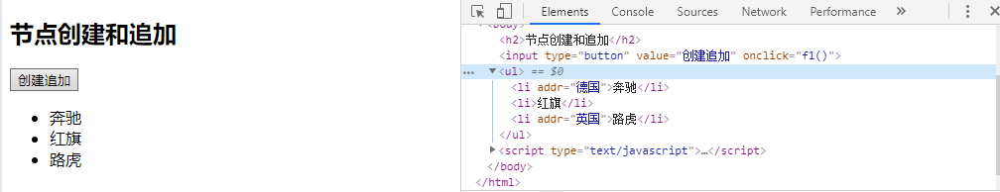 节点创建和追加
创建追加
奔驰
红旗
路虎
Elements Console Sources Network Performance »
<body>
<h2>节点创建和追加</h2>
<input type="button" value="创建追加" onclick="f1()">
… ▼<ul> == $0
<li addr="德国">奔驰</li>
<li>红旗</li>
<li addr="英国">路虎</li>
</ul>
▶<script type="text/javascript">…</script>
</body>
</html>